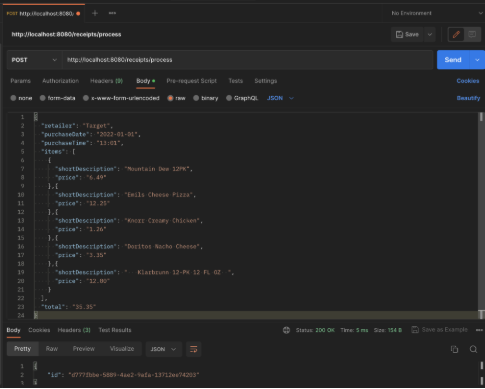 POST http://localhost:8080, + ••• No Environment
http://localhost:8080/receipts/process Save
POST http://localhost:8080/receipts/process Send
Params Authorization Headers (9) Body Pre-request Script Tests Settings Cookies
none form-data x-www-form-urlencoded raw binary GraphQL JSON Beautify
1 {
2 "retailer": "Target",
3 "purchaseDate": "2022-01-01",
4 "purchaseTime": "13:01",
5 "items": [
6 {
7 "shortDescription": "Mountain Dew 12PK",
8 "price": "6.49"
9 },{
10 "shortDescription": "Emils Cheese Pizza",
11 "price": "12.25"
12 },{
13 "shortDescription": "Knorr Creamy Chicken",
14 "price": "1.26"
15 },{
16 "shortDescription": "Doritos Nacho Cheese",
17 "price": "3.35"
18 },{
19 "shortDescription": "   Klarbrunn 12-PK 12 FL OZ  ",
20 "price": "12.00"
21 }
22 ],
23 "total": "35.35"
24 }
Body Cookies Headers (3) Test Results Status: 200 OK Time: 5 ms Size: 154 B Save as Example •••
Pretty Raw Preview Visualize JSON
1 {
2 "id":